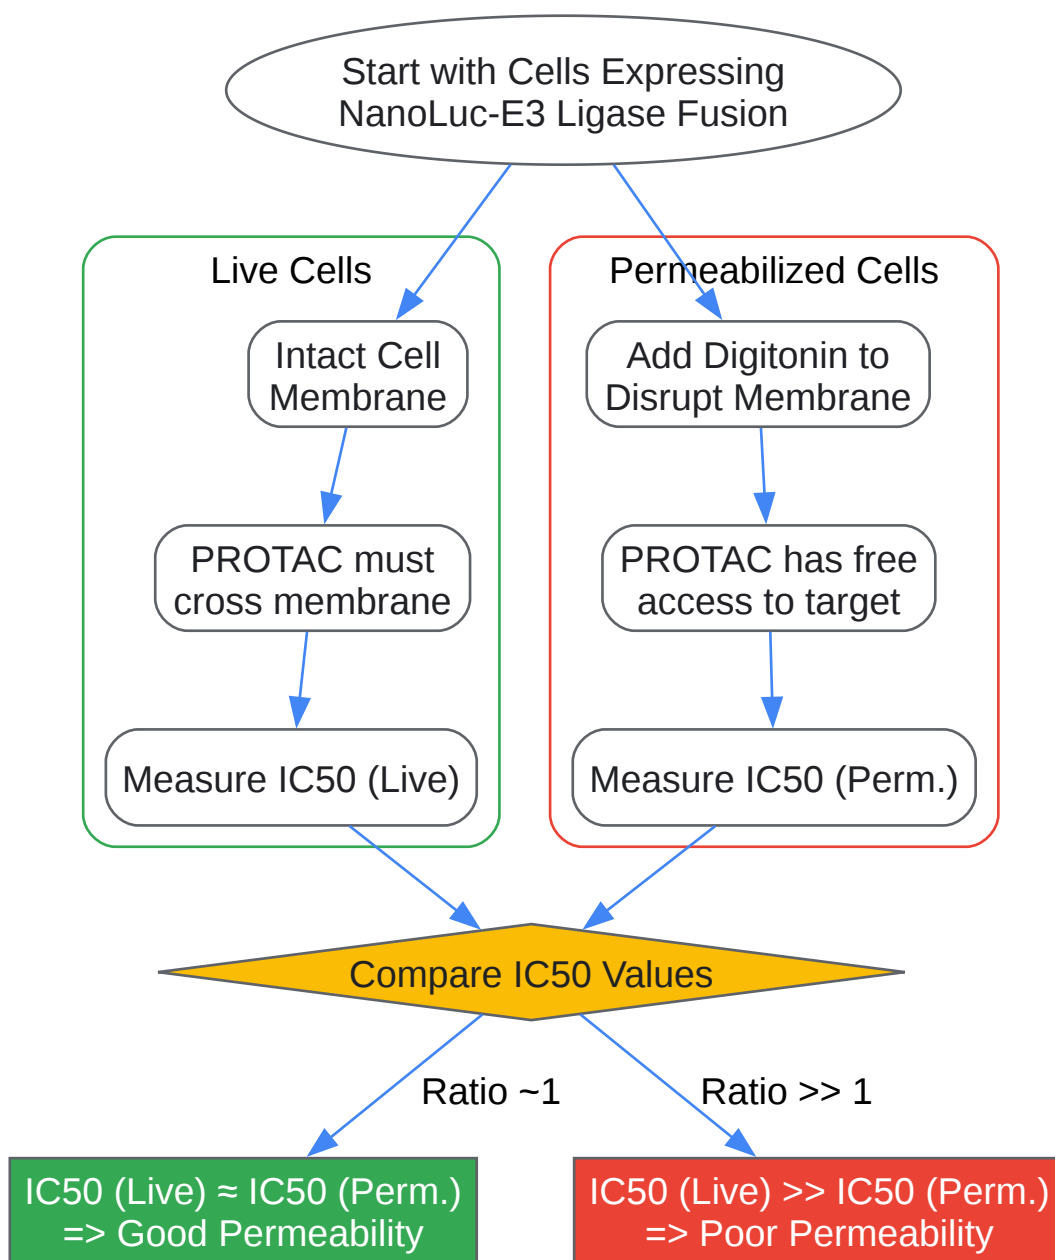 Start with Cells Expressing
NanoLuc-E3 Ligase Fusion
Live Cells
Intact Cell
Membrane
PROTAC must
cross membrane
Measure IC50 (Live)
Permeabilized Cells
Add Digitonin to
Disrupt Membrane
PROTAC has free
access to target
Measure IC50 (Perm.)
Compare IC50 Values
Ratio ~1
Ratio >> 1
IC50 (Live) ≈ IC50 (Perm.)
=> Good Permeability
IC50 (Live) >> IC50 (Perm.)
=> Poor Permeability